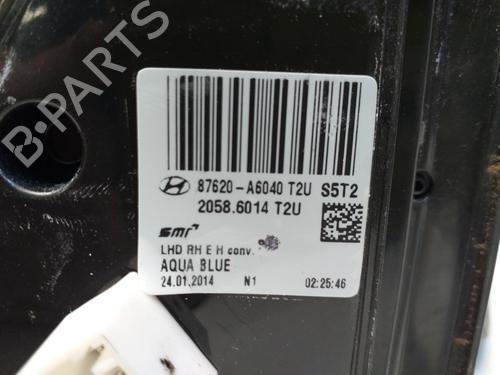 B-PARTS
87620-A6040 T2U S5T2
2058.6014 T2U
smr
LHD RH E H conv.
AQUA BLUE
24.01.2014 N1 02:25:46